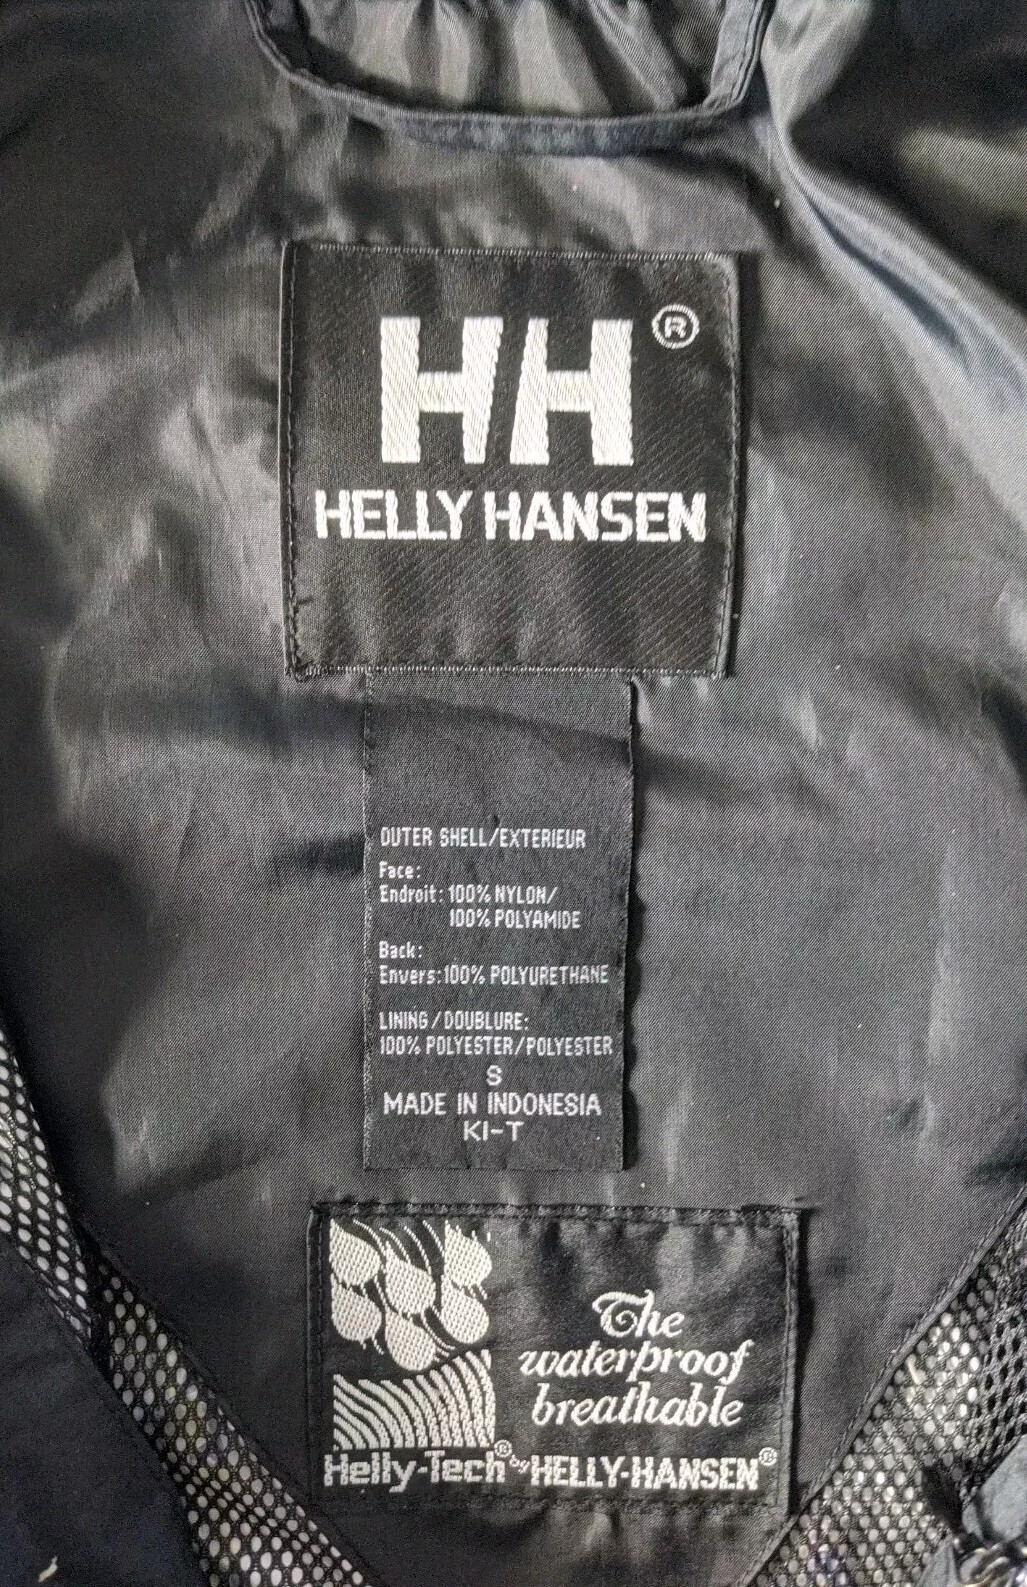 HH®
HELLY HANSEN
OUTER SHELL/EXTERIEUR
Face:
Endroit: 100% NYLON/
100% POLYAMIDE
Back:
Envers: 100% POLYURETHANE
LINING/DOUBLURE:
100% POLYESTER/POLYESTER
S
MADE IN INDONESIA
KI-T
The
waterproof
breathable
Helly-Tech® by HELLY-HANSEN®